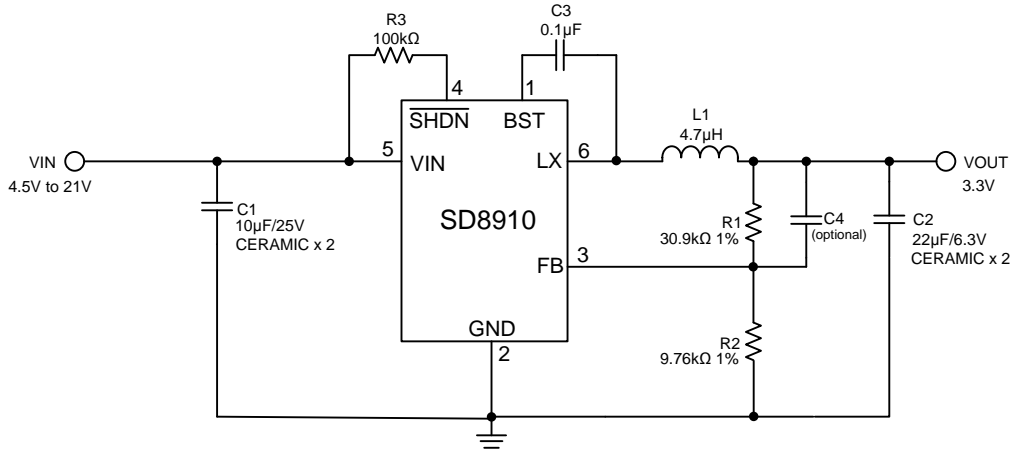 R3
100kΩ
C3
0.1µF
4
1
SHDN
BST
L1
4.7µH
VIN
4.5V to 21V
5
VIN
LX
6
VOUT
3.3V
C1
10µF/25V
CERAMIC x 2
SD8910
R1
30.9kΩ 1%
C4
(optional)
C2
22µF/6.3V
CERAMIC x 2
FB
3
GND
2
R2
9.76kΩ 1%